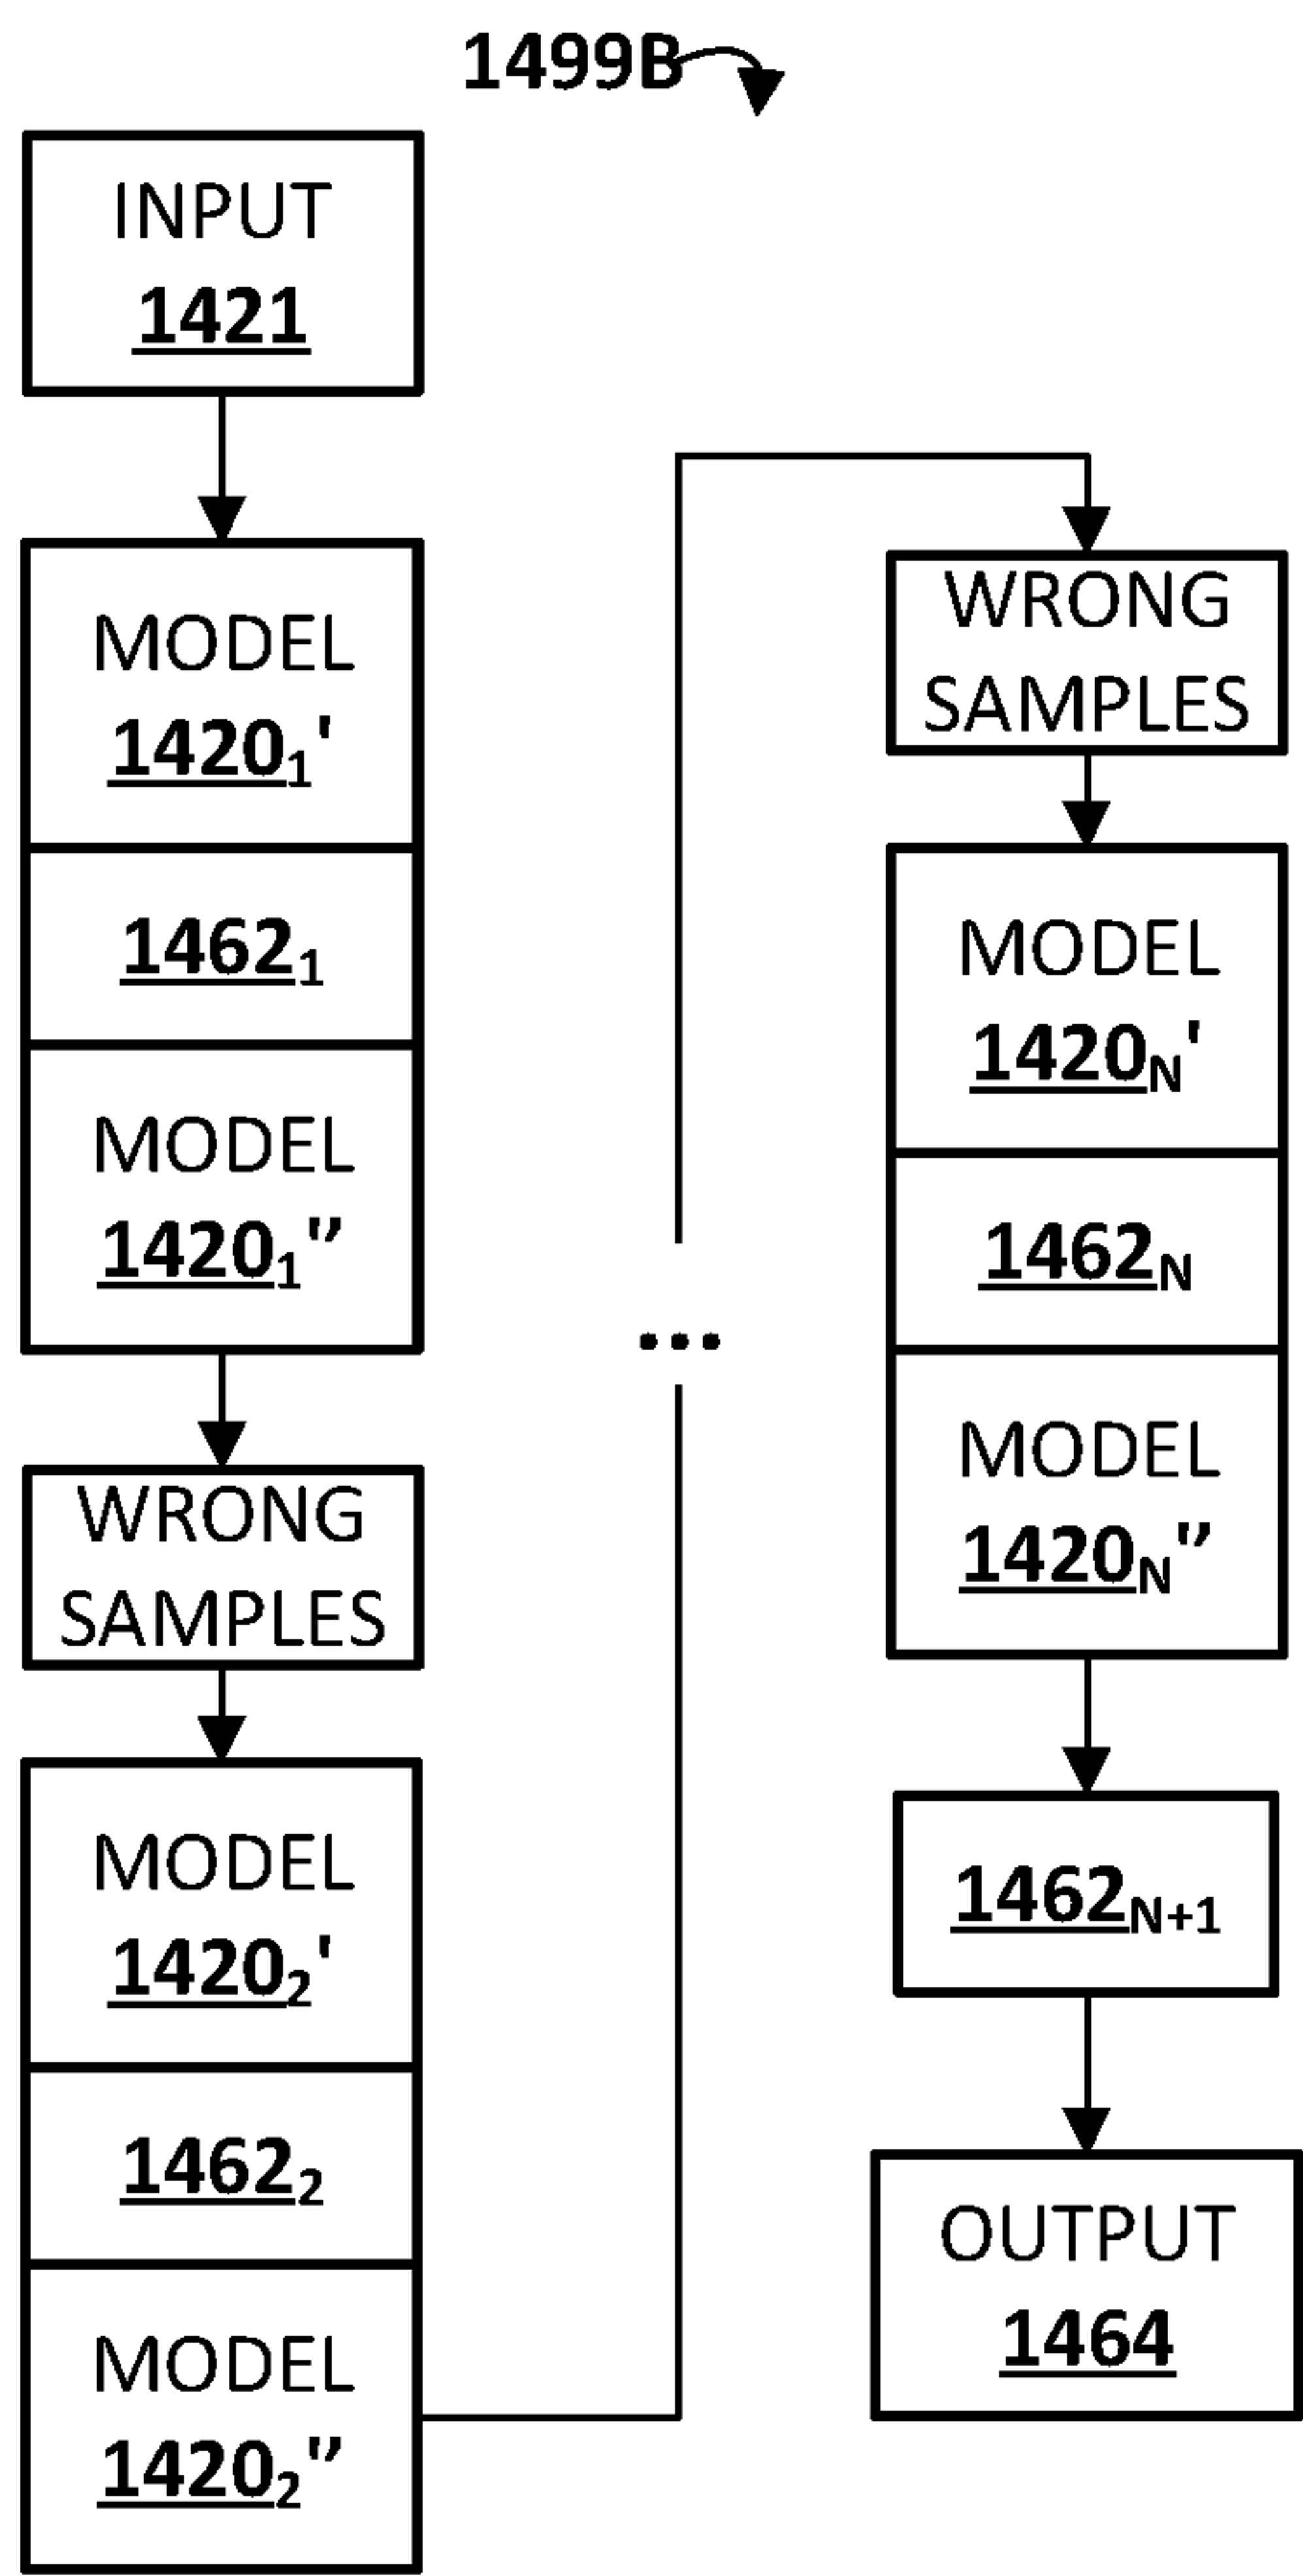 1499B
INPUT
1421
MODEL
1420₁'
1462₁
MODEL
1420₁"
WRONG
SAMPLES
MODEL
1420₂'
1462₂
MODEL
1420₂"
...
WRONG
SAMPLES
MODEL
1420N'
1462N
MODEL
1420N"
1462N+1
OUTPUT
1464